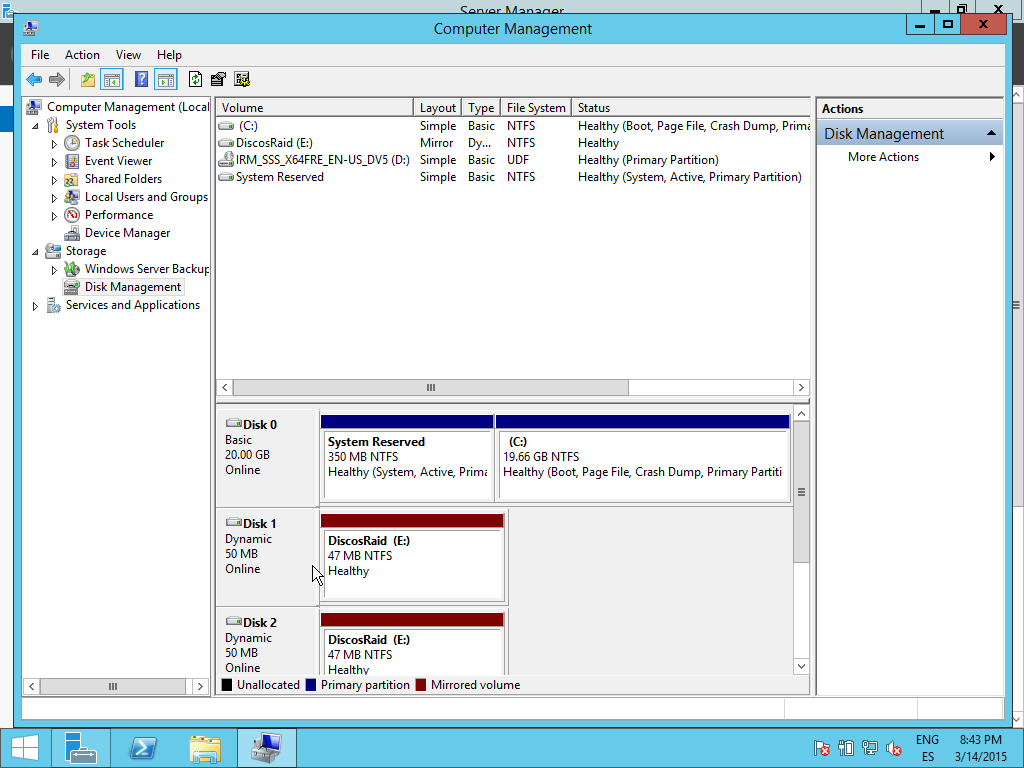 Server Manager
Computer Management
File Action View Help
Computer Management (Local
System Tools
Task Scheduler
Event Viewer
Shared Folders
Local Users and Groups
Performance
Device Manager
Storage
Windows Server Backup
Disk Management
Services and Applications
Volume Layout Type File System Status
(C:) Simple Basic NTFS Healthy (Boot, Page File, Crash Dump, Prima
DiscosRaid (E:) Mirror Dy... NTFS Healthy
IRM_SSS_X64FRE_EN-US_DV5 (D:) Simple Basic UDF Healthy (Primary Partition)
System Reserved Simple Basic NTFS Healthy (System, Active, Primary Partition)
Disk 0
Basic
20.00 GB
Online
System Reserved
350 MB NTFS
Healthy (System, Active, Prima
(C:)
19.66 GB NTFS
Healthy (Boot, Page File, Crash Dump, Primary Partiti
Disk 1
Dynamic
50 MB
Online
DiscosRaid (E:)
47 MB NTFS
Healthy
Disk 2
Dynamic
50 MB
Online
DiscosRaid (E:)
47 MB NTFS
Healthy
Unallocated Primary partition Mirrored volume
Actions
Disk Management
More Actions
ENG
ES
8:43 PM
3/14/2015